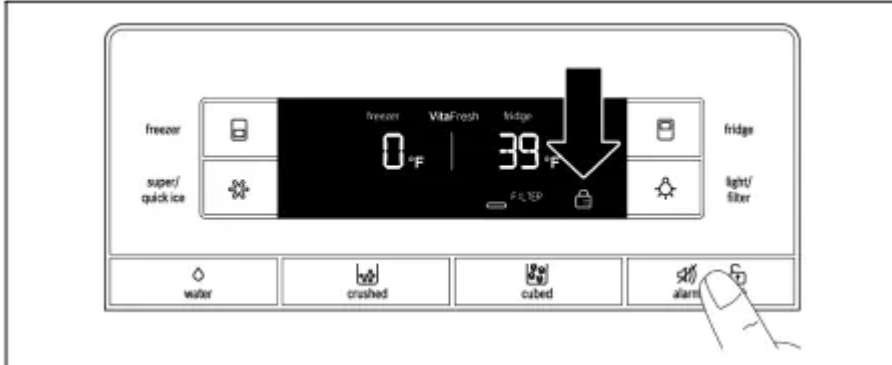 freezer
super/
quick ice
freezer VitaFresh fridge
0 °F 39 °F
FILTER
fridge
light/
filter
water
crushed
cubed
alarm